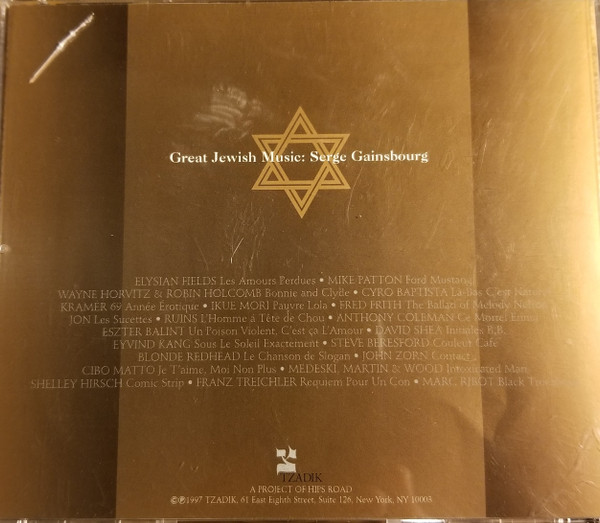 Great Jewish Music: Serge Gainsbourg
ELYSIAN FIELDS Les Amours Perdues • MIKE PATTON Ford Mustang
WAYNE HORVITZ & ROBIN HOLCOMB Bonnie and Clyde • CYRO BAPTISTA Là-Bas C'est Naturel
KRAMER 69 Année Érotique • IKUE MORI Pauvre Lola • FRED FRITH The Ballad of Melody Nelson
JON Les Sucettes • RUINS L'Homme à Tête de Chou • ANTHONY COLEMAN Ce Mortel Ennui
ESZTER BALINT Un Poison Violent, C'est ça L'Amour • DAVID SHEA Initials B.B.
EYVIND KANG Sous Le Soleil Exactement • STEVE BERESFORD Couleur Café
BLONDE REDHEAD Le Chanson de Slogan • JOHN ZORN Contact
CIBO MATTO Je T'aime, Moi Non Plus • MEDESKI, MARTIN & WOOD Intoxicated Man
SHELLEY HIRSCH Comic Strip • FRANZ TREICHLER Requiem Pour Un Con • MARC RIBOT Black
צ
TZADIK
A PROJECT OF HIPS ROAD
©℗1997 TZADIK, 61 East Eighth Street, Suite 126, New York, NY 10003